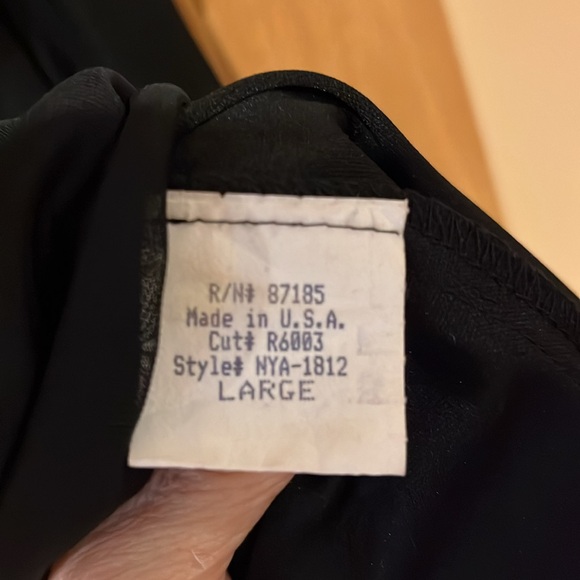 R/N# 87185
Made in U.S.A.
Cut# R6003
Style# NYA-1812
LARGE